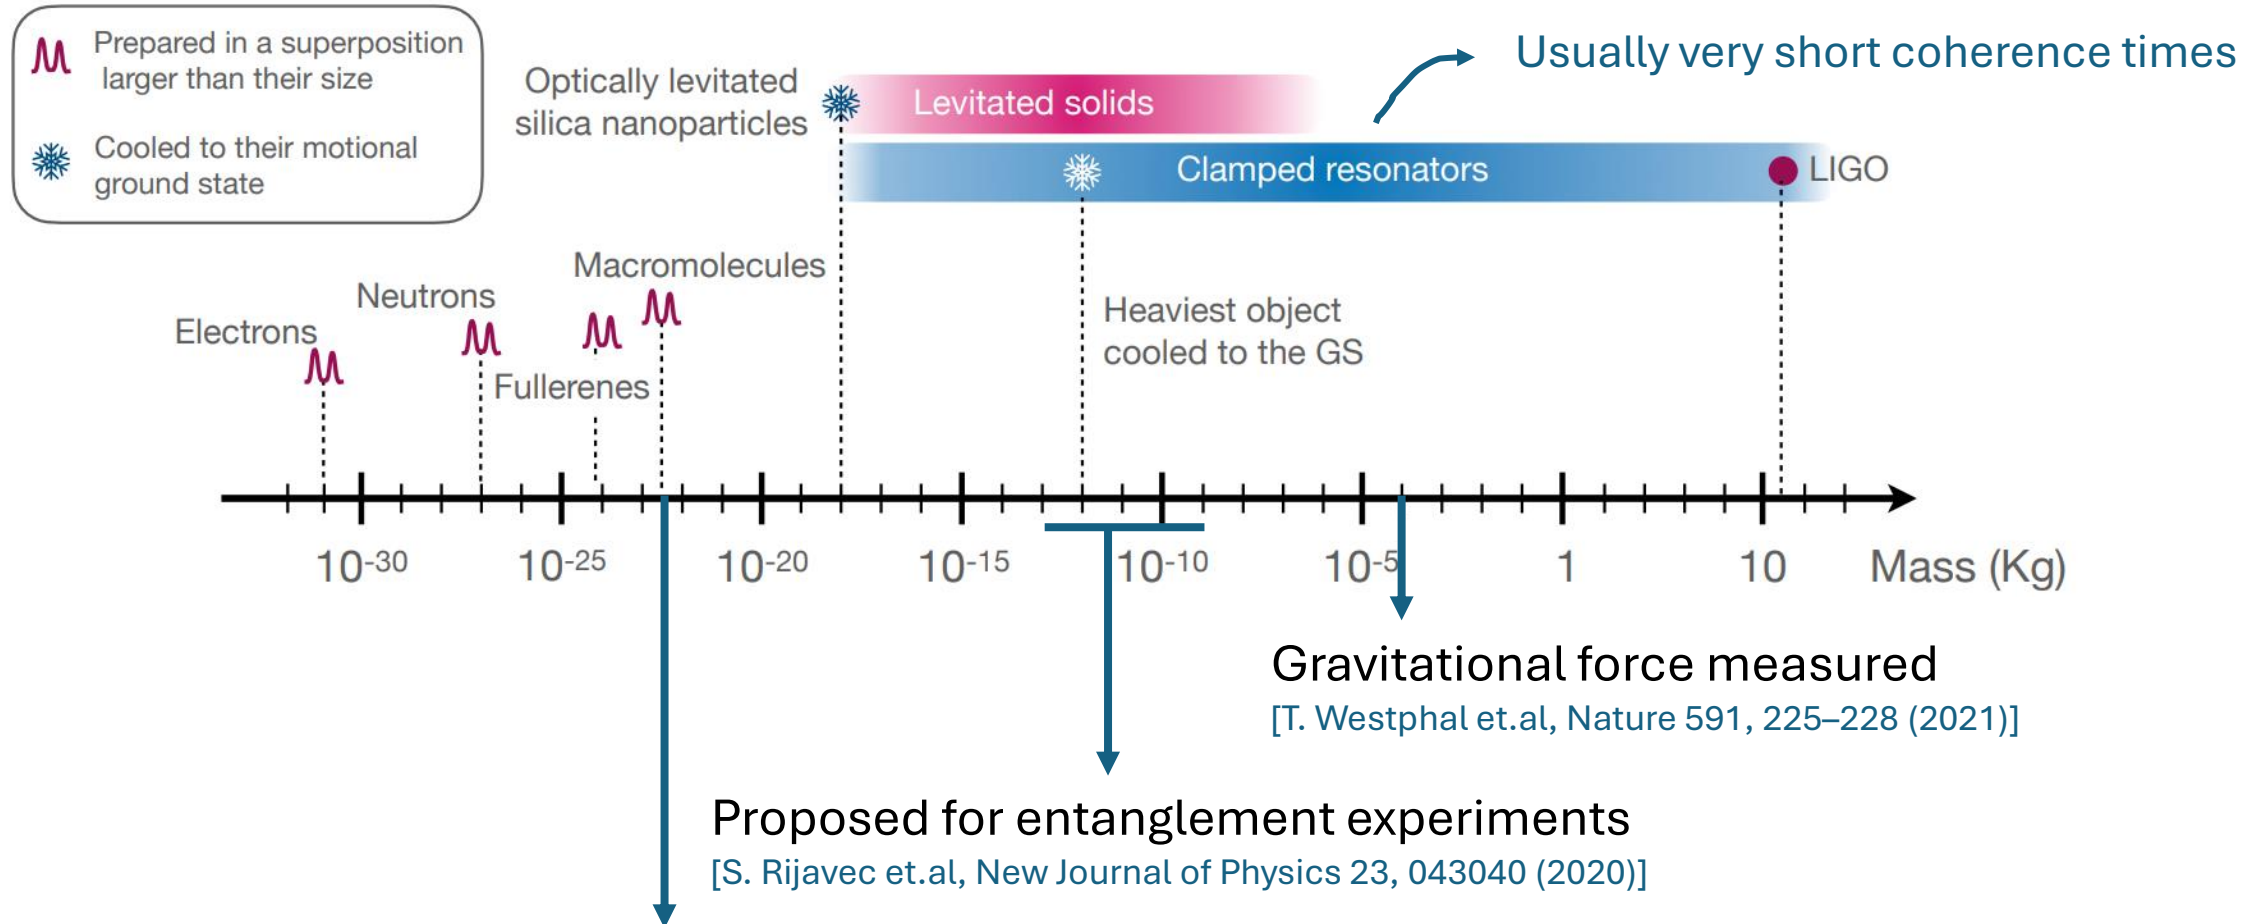 Prepared in a superposition
larger than their size
Cooled to their motional
ground state
Optically levitated
silica nanoparticles
Levitated solids
Usually very short coherence times
Clamped resonators
LIGO
Macromolecules
Neutrons
Electrons
Fullerenes
Heaviest object
cooled to the GS
10-30 10-25 10-20 10-15 10-10 10-5 1 10 Mass (Kg)
Gravitational force measured
[T. Westphal et.al, Nature 591, 225–228 (2021)]
Proposed for entanglement experiments
[S. Rijavec et.al, New Journal of Physics 23, 043040 (2020)]